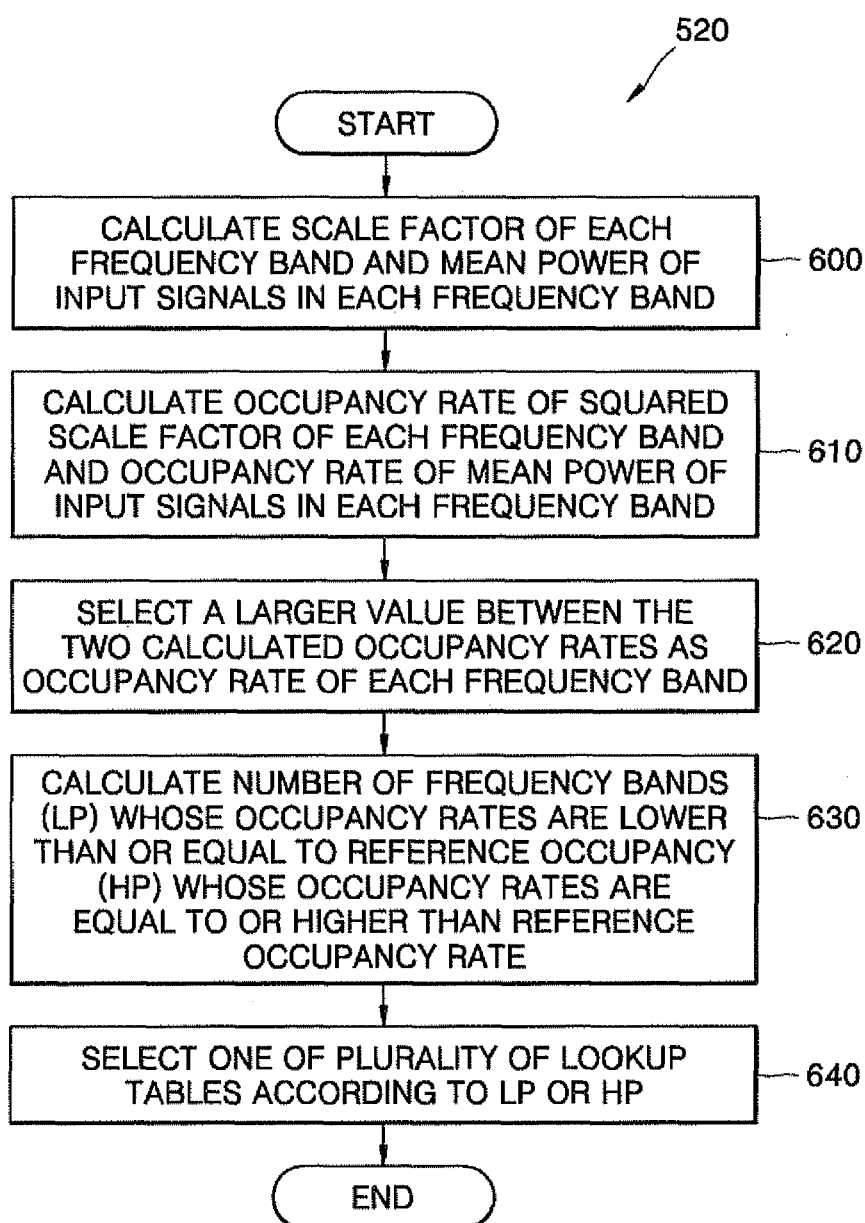 520
START
CALCULATE SCALE FACTOR OF EACH
FREQUENCY BAND AND MEAN POWER OF
INPUT SIGNALS IN EACH FREQUENCY BAND
600
CALCULATE OCCUPANCY RATE OF SQUARED
SCALE FACTOR OF EACH FREQUENCY BAND
AND OCCUPANCY RATE OF MEAN POWER OF
INPUT SIGNALS IN EACH FREQUENCY BAND
610
SELECT A LARGER VALUE BETWEEN THE
TWO CALCULATED OCCUPANCY RATES AS
OCCUPANCY RATE OF EACH FREQUENCY BAND
620
CALCULATE NUMBER OF FREQUENCY BANDS
(LP) WHOSE OCCUPANCY RATES ARE LOWER
THAN OR EQUAL TO REFERENCE OCCUPANCY
(HP) WHOSE OCCUPANCY RATES ARE
EQUAL TO OR HIGHER THAN REFERENCE
OCCUPANCY RATE
630
SELECT ONE OF PLURALITY OF LOOKUP
TABLES ACCORDING TO LP OR HP
640
END